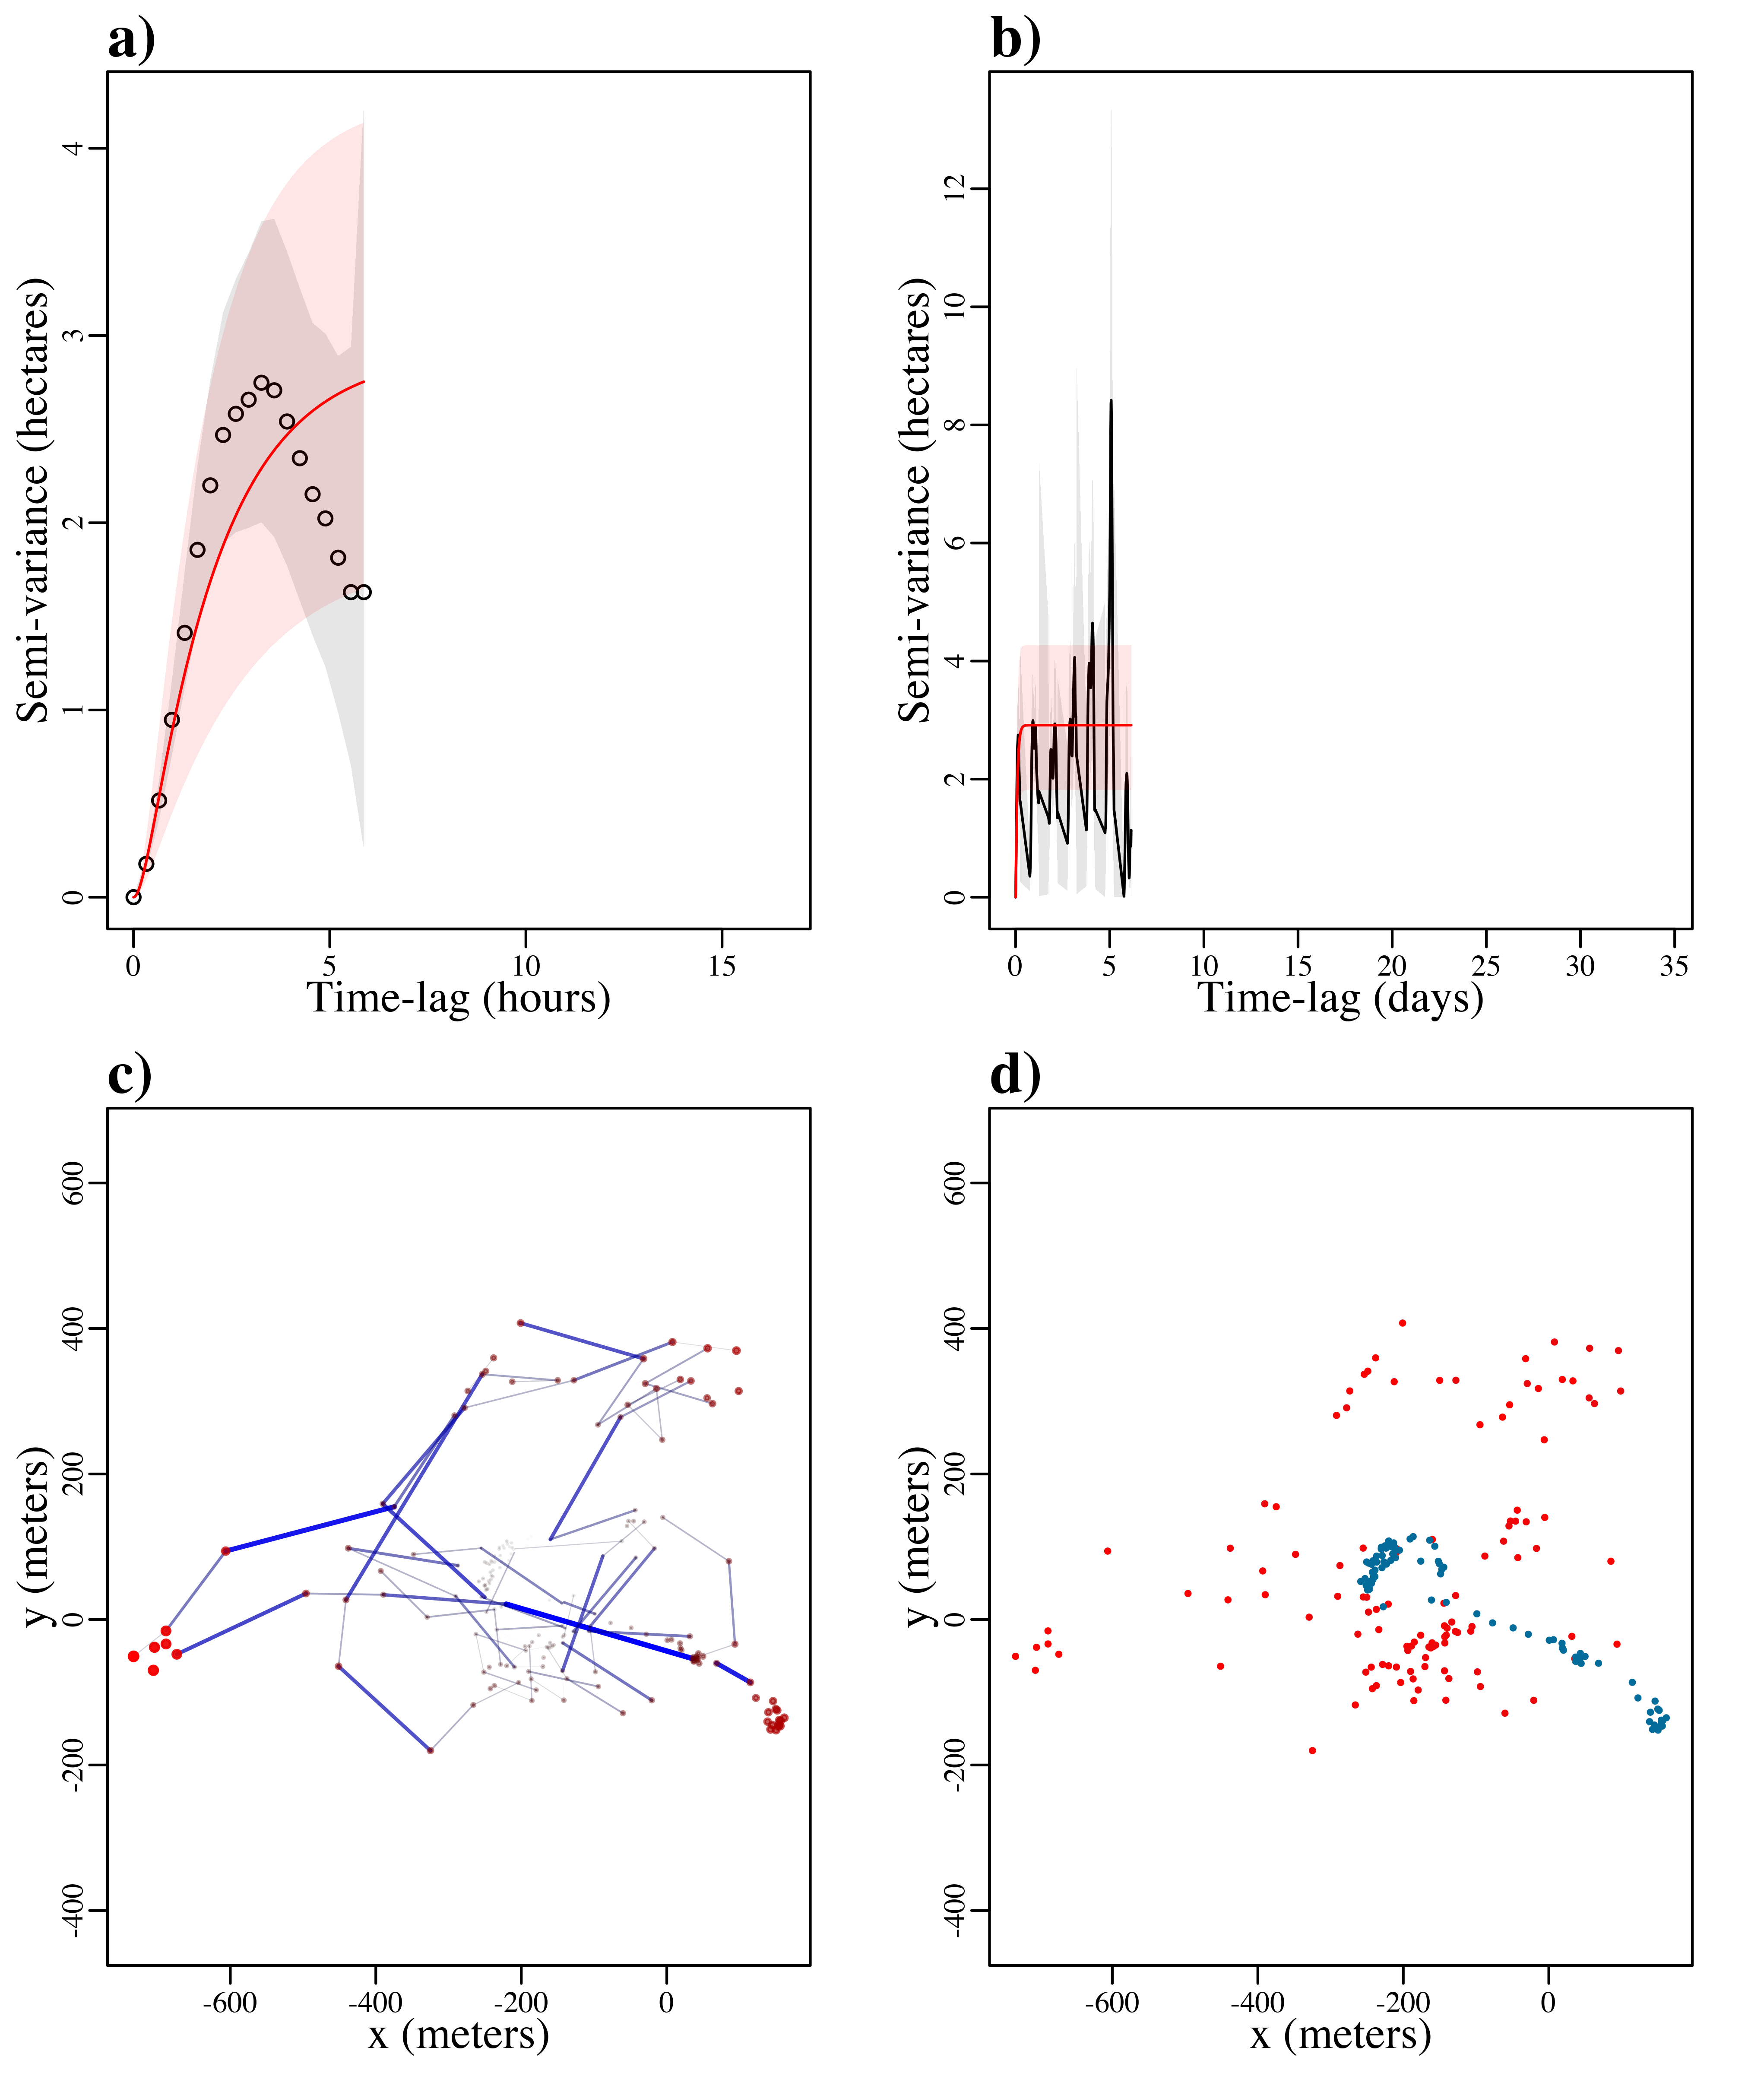 a)
4
3
2
1
0
Semi-variance (hectares)
0 5 10 15
Time-lag (hours)
b)
12
10
8
6
4
2
0
Semi-variance (hectares)
0 5 10 15 20 25 30 35
Time-lag (days)
c)
600
400
200
0
-200
-400
y (meters)
-600 -400 -200 0
x (meters)
d)
600
400
200
0
-200
-400
y (meters)
-600 -400 -200 0
x (meters)